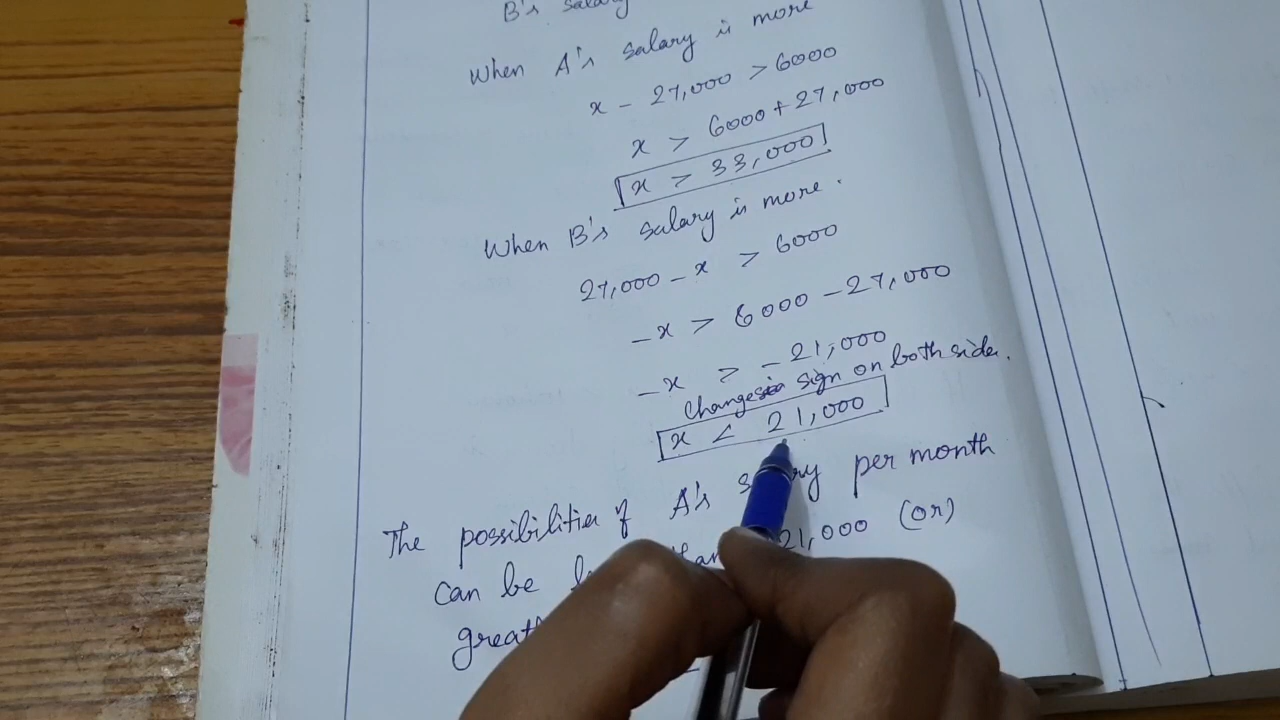 B's salary
When A's salary is more
x - 27,000 > 6000
x > 6000 + 27,000
x > 33,000
When B's salary is more.
27,000 - x > 6000
-x > 6000 - 27,000
-x > -21,000
Change sign on both side.
x < 21,000
The possibilities of A's salary per month
can be 21,000 (or)